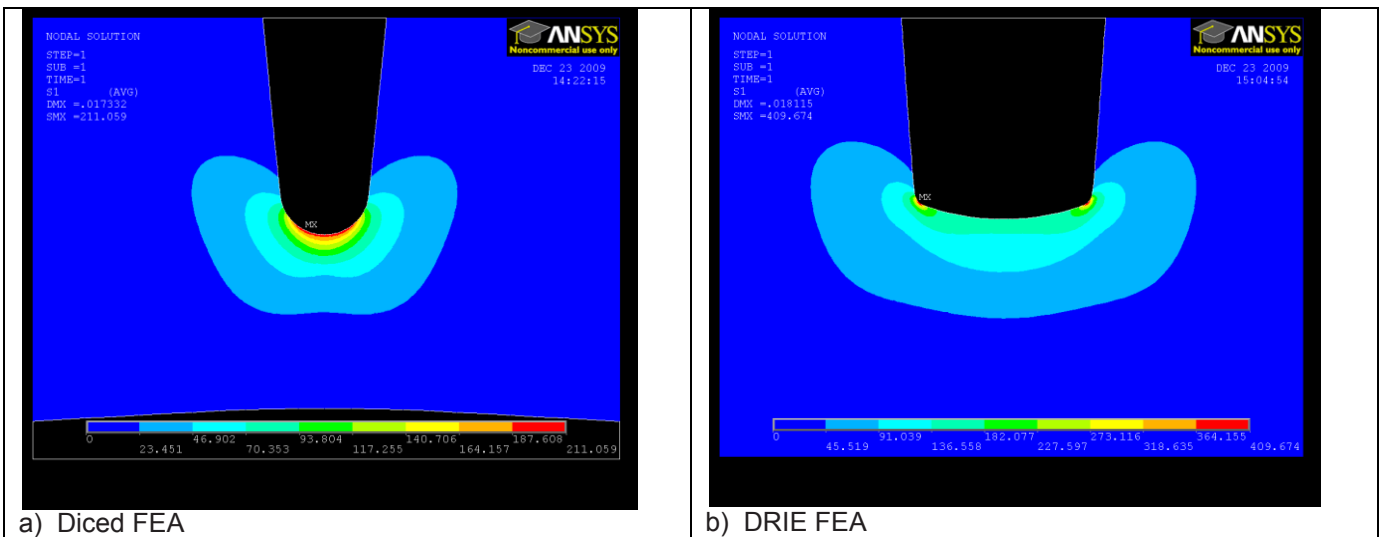 NODAL SOLUTION
STEP=1
SUB =1
TIME=1
S1 (AVG)
DMX =.017332
SMX =211.059
ANSYS
Noncommercial use only
DEC 23 2009
14:22:15
MX
0 46.902 93.804 140.706 187.608
23.451 70.353 117.255 164.157 211.059
a) Diced FEA
NODAL SOLUTION
STEP=1
SUB =1
TIME=1
S1 (AVG)
DMX =.018115
SMX =409.674
ANSYS
Noncommercial use only
DEC 23 2009
15:04:54
MX
0 91.039 182.077 273.116 364.155
45.519 136.558 227.597 318.635 409.674
b) DRIE FEA